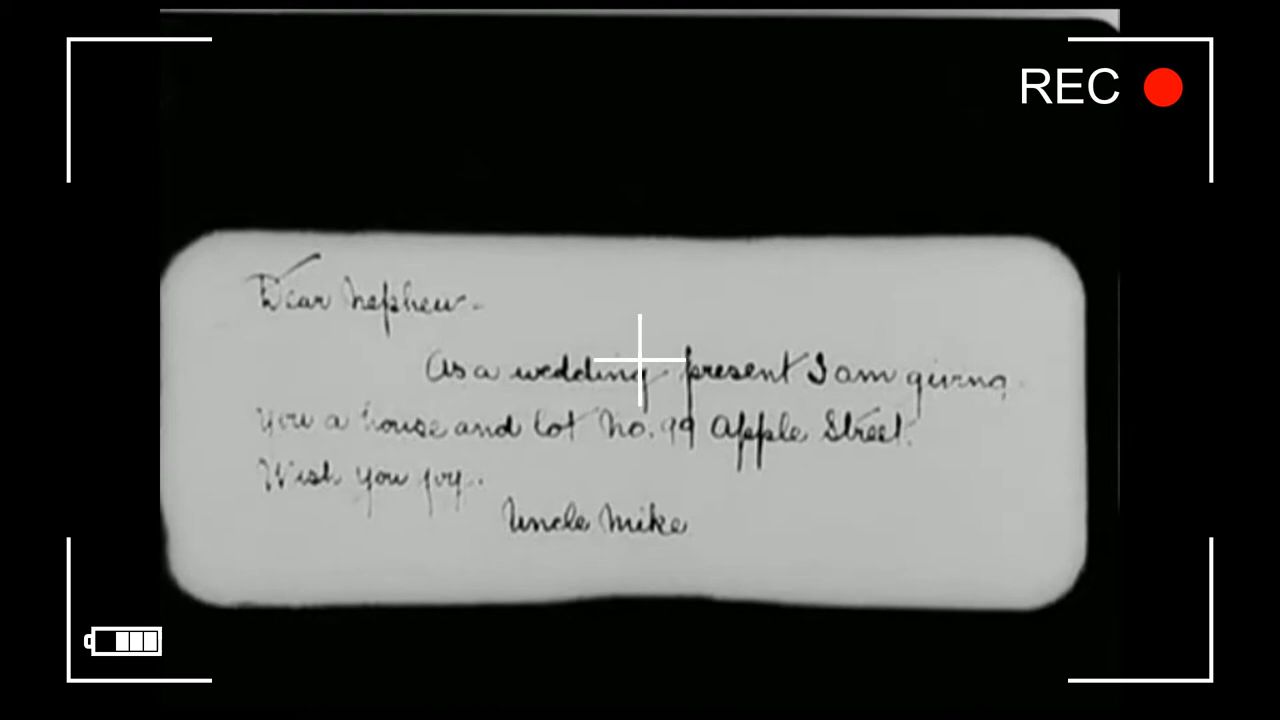 REC
Dear Nephew-
As a wedding present I am giving
you a house and lot No. 99 Apple Street.
Wish you joy.
Uncle Mike